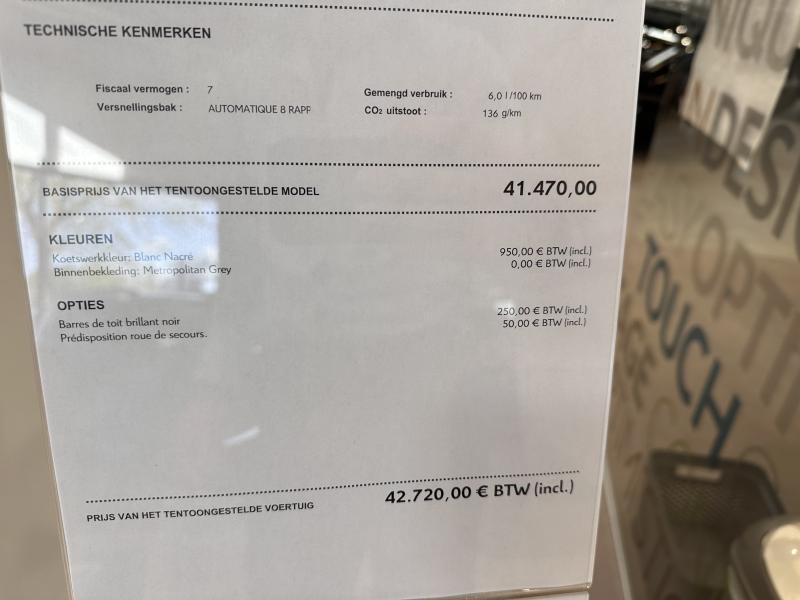 TECHNISCHE KENMERKEN
Fiscaal vermogen : 7
Versnellingsbak : AUTOMATIQUE 8 RAPP
Gemengd verbruik : 6,0 l /100 km
CO2 uitstoot : 136 g/km
BASISPRIJS VAN HET TENTOONGESTELDE MODEL 41.470,00
KLEUREN
Koetswerkkleur: Blanc Nacré 950,00 € BTW (incl.)
Binnenbekleding: Metropolitan Grey 0,00 € BTW (incl.)
OPTIES
Barres de toit brillant noir 250,00 € BTW (incl.)
Prédisposition roue de secours. 50,00 € BTW (incl.)
PRIJS VAN HET TENTOONGESTELDE VOERTUIG 42.720,00 € BTW (incl.)
TOUCH